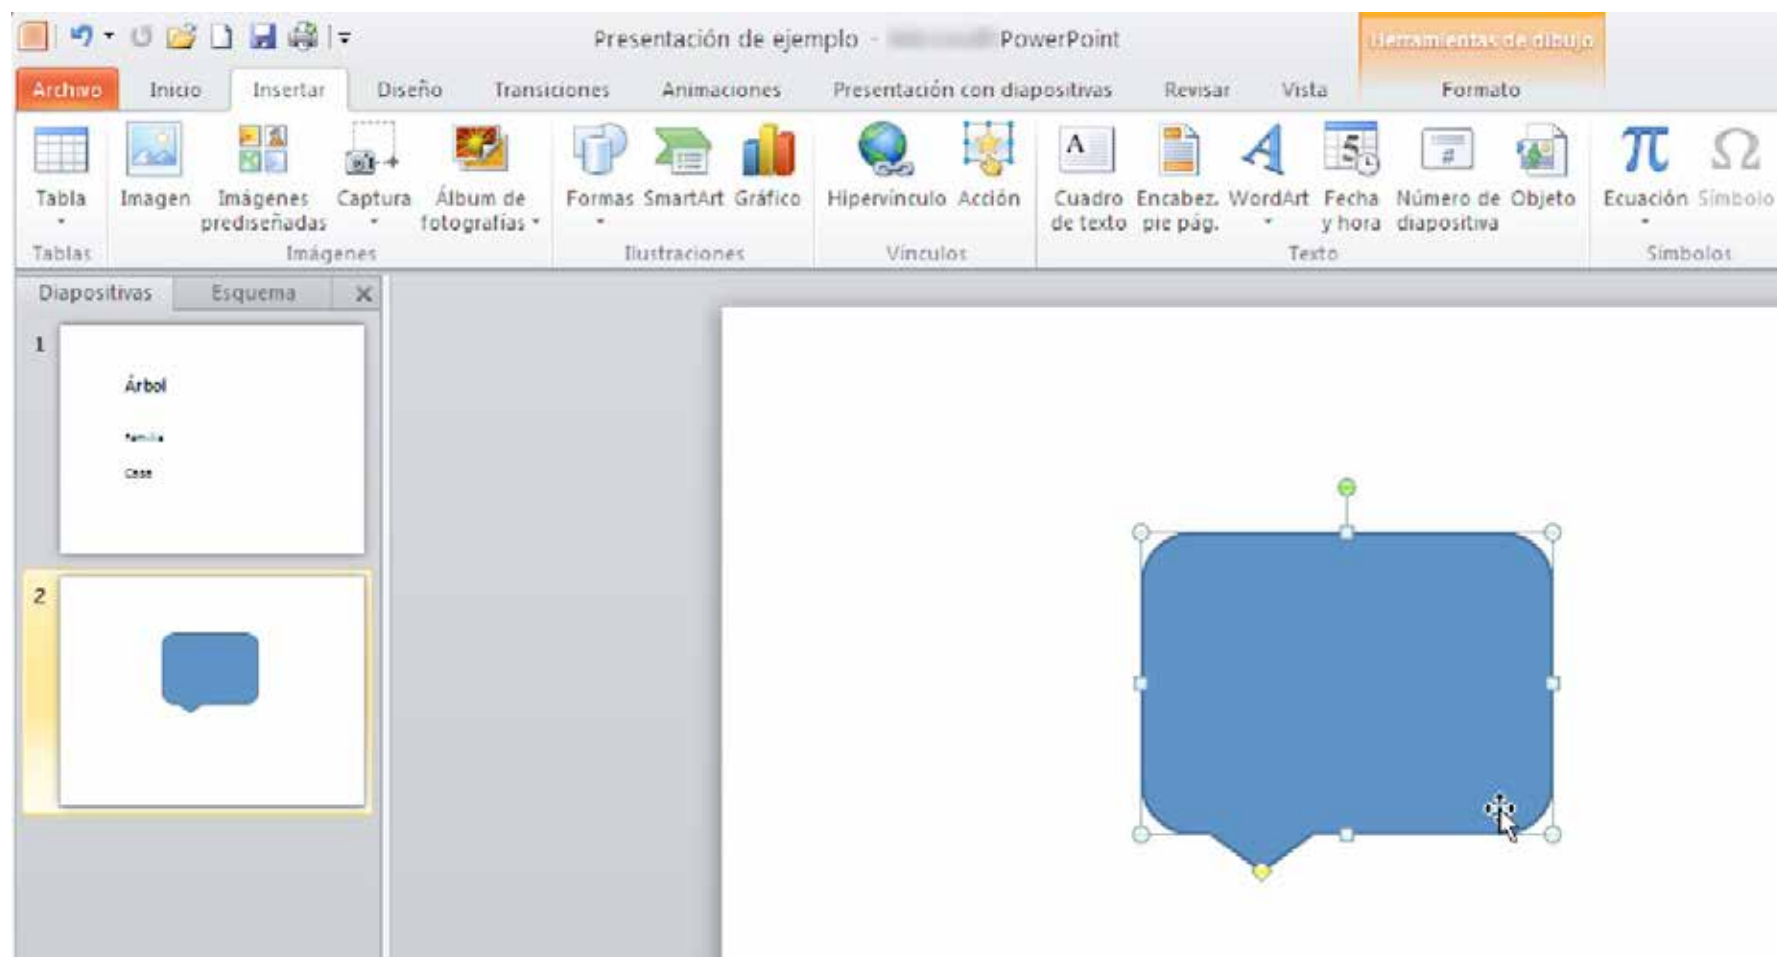 Presentación de ejemplo - PowerPoint
Herramientas de dibujo
Archivo Inicio Insertar Diseño Transiciones Animaciones Presentación con diapositivas Revisar Vista Formato
A 5 A # π Ω
Tabla Imagen Imágenes Captura Álbum de Formas SmartArt Gráfico Hipervínculo Acción Cuadro Encabez. WordArt Fecha Número de Objeto Ecuación Símbolo
prediseñadas fotografías de texto pie pág. y hora diapositiva
Tablas Imágenes Ilustraciones Vínculos Texto Símbolos
Diapositivas Esquema
1
Árbol
Familia
Casa
2